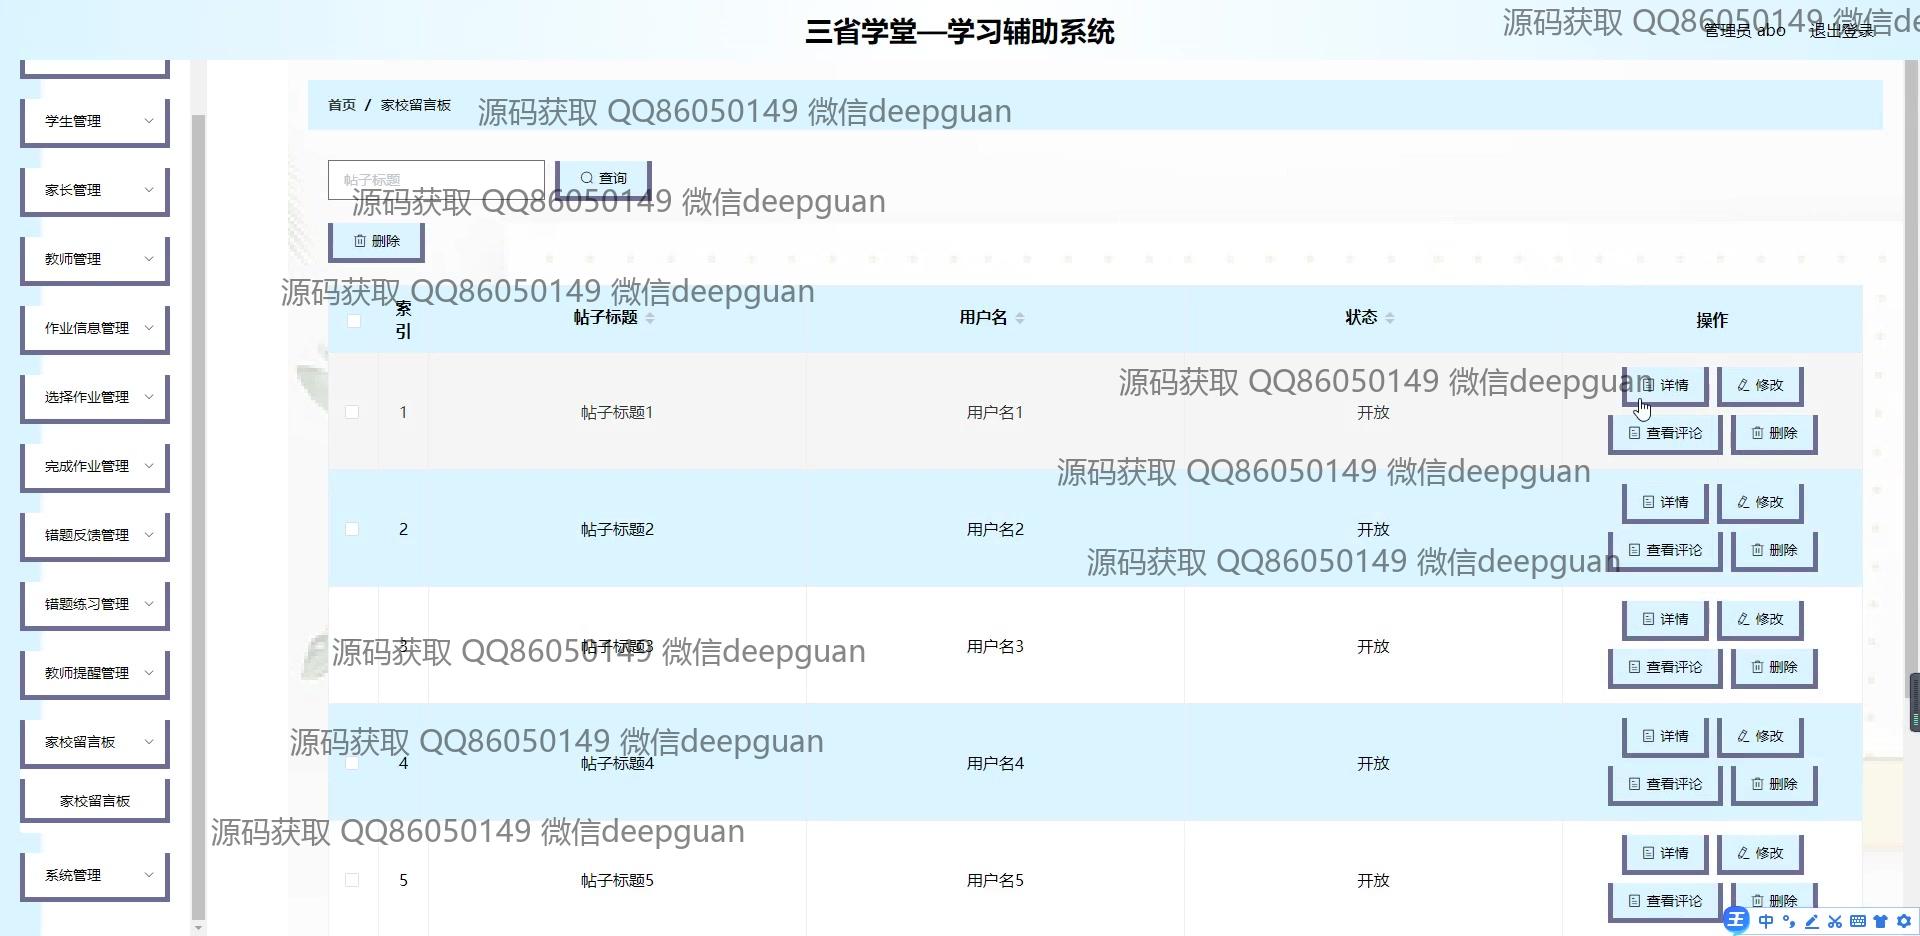 三省学堂—学习辅助系统
源码获取 QQ86050149 微信de
管理员 abo 退出登录
首页 / 家校留言板
源码获取 QQ86050149 微信deepguan
学生管理
家长管理
教师管理
作业信息管理
选择作业管理
完成作业管理
错题反馈管理
错题练习管理
教师提醒管理
家校留言板
家校留言板
系统管理
帖子标题 查询
源码获取 QQ86050149 微信deepguan
删除
源码获取 QQ86050149 微信deepguan
索引 帖子标题 用户名 状态 操作
源码获取 QQ86050149 微信deepguan
1 帖子标题1 用户名1 开放 详情 修改
查看评论 删除
源码获取 QQ86050149 微信deepguan
2 帖子标题2 用户名2 开放 详情 修改
查看评论 删除
源码获取 QQ86050149 微信deepguan
3 帖子标题3 用户名3 开放 详情 修改
查看评论 删除
源码获取 QQ86050149 微信deepguan
4 帖子标题4 用户名4 开放 详情 修改
查看评论 删除
源码获取 QQ86050149 微信deepguan
源码获取 QQ86050149 微信deepguan
5 帖子标题5 用户名5 开放 详情 修改
查看评论 删除
王 中